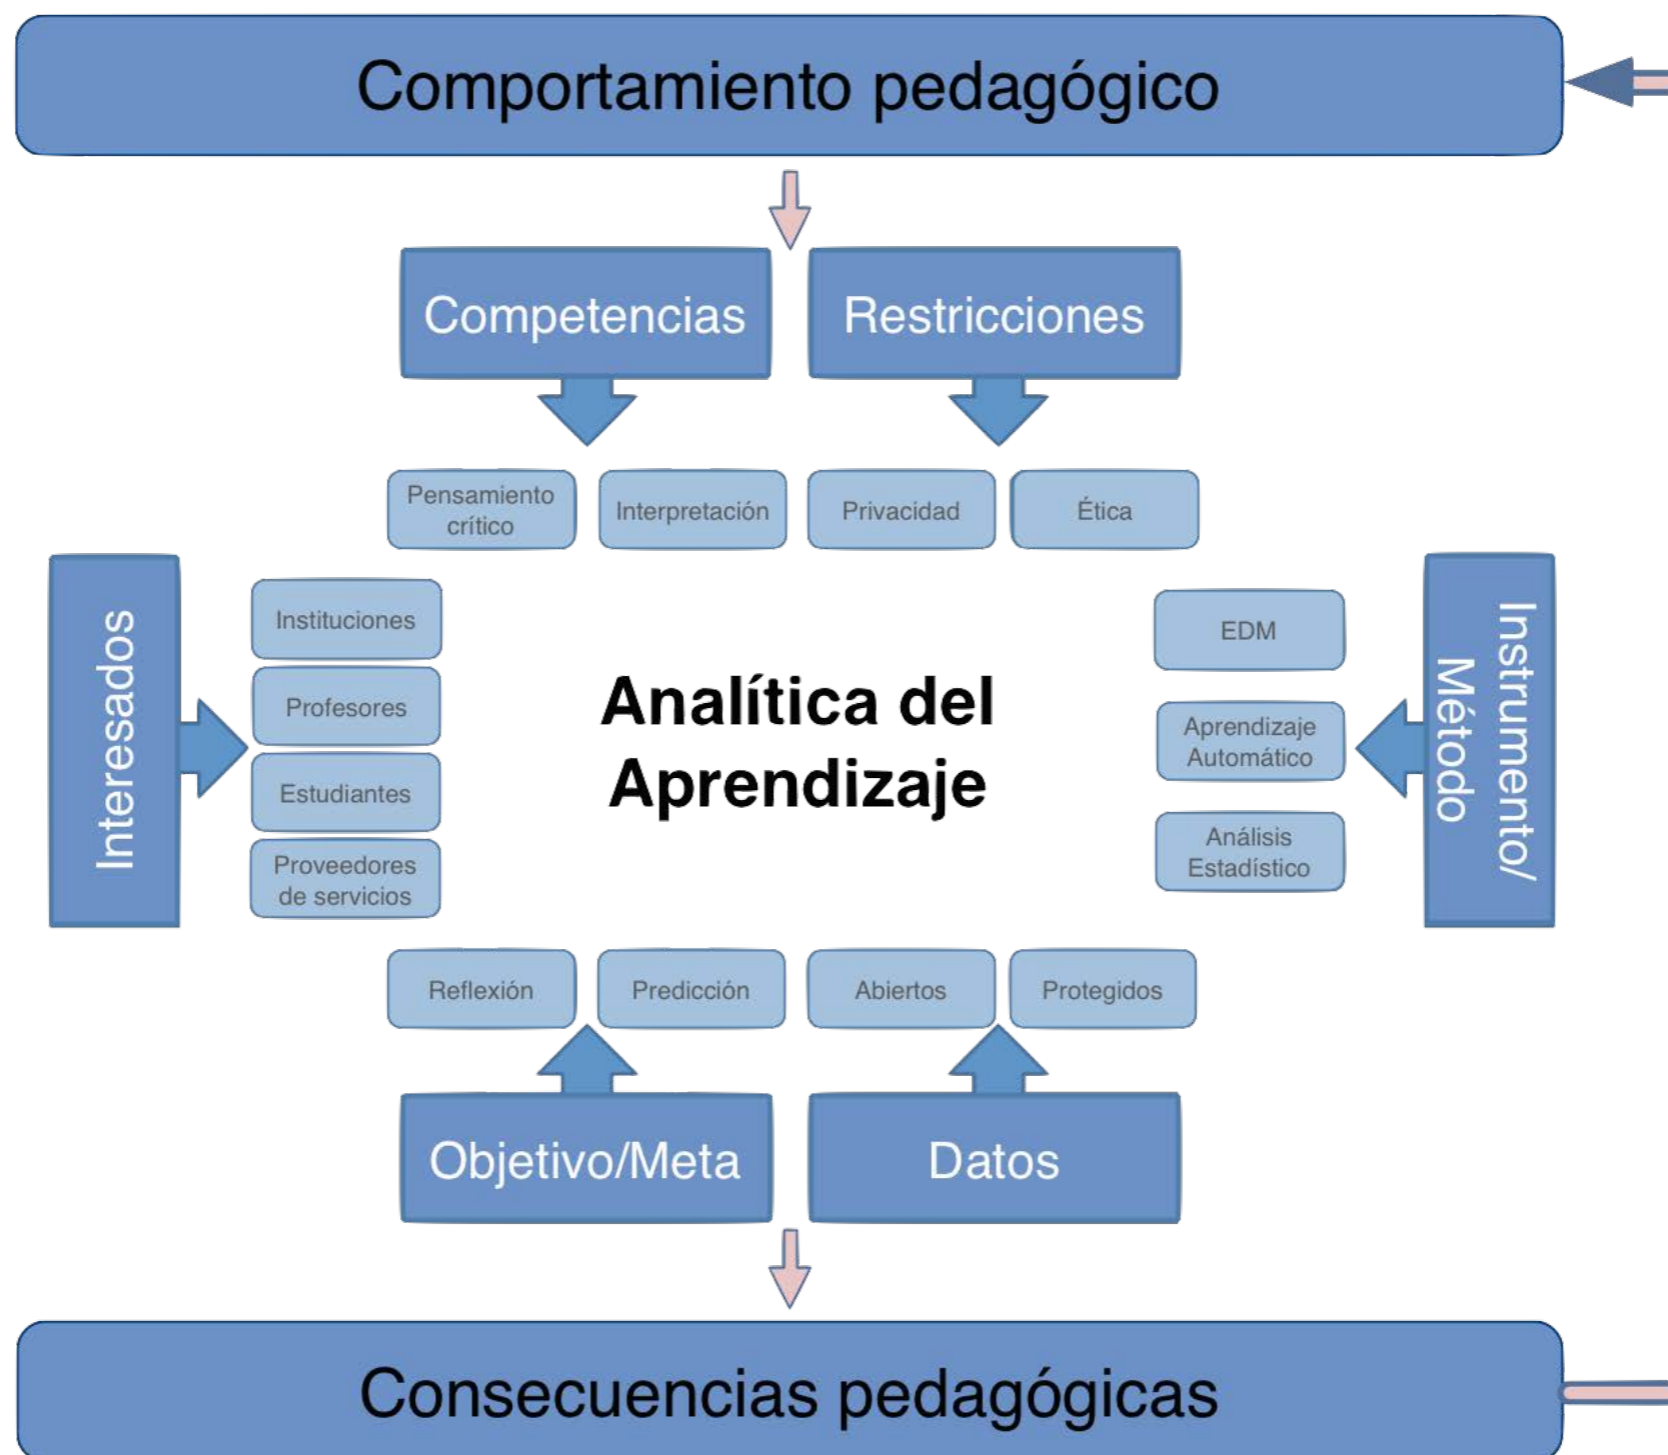 Comportamiento pedagógico
Competencias
Restricciones
Pensamiento
crítico
Interpretación
Privacidad
Ética
Interesados
Instituciones
Profesores
Estudiantes
Proveedores
de servicios
Analítica del
Aprendizaje
EDM
Aprendizaje
Automático
Análisis
Estadístico
Instrumento/
Método
Reflexión
Predicción
Abiertos
Protegidos
Objetivo/Meta
Datos
Consecuencias pedagógicas